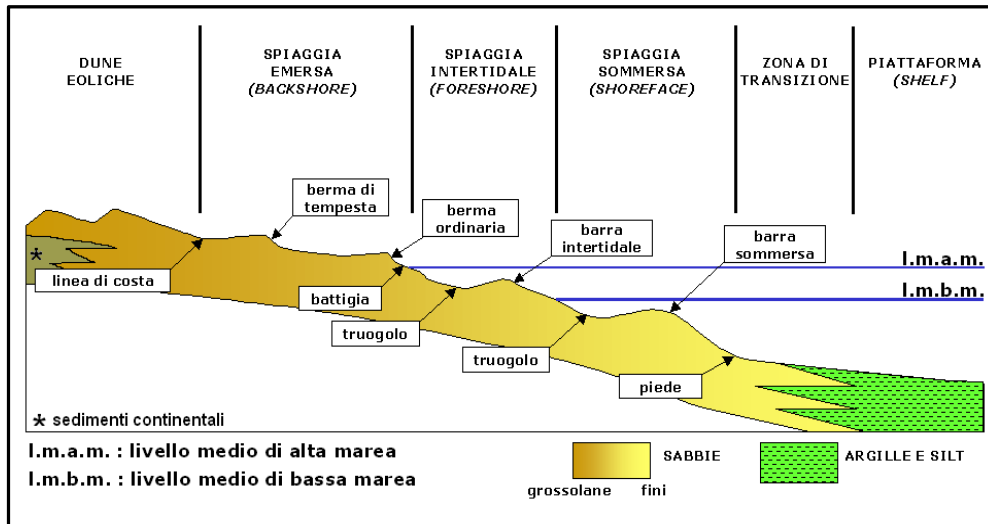 DUNE
EOLICHE
SPIAGGIA
EMERSA
(BACKSHORE)
SPIAGGIA
INTERTIDALE
(FORESHORE)
SPIAGGIA
SOMMERSA
(SHOREFACE)
ZONA DI
TRANSIZIONE
PIATTAFORMA
(SHELF)
berma di
tempesta
berma
ordinaria
barra
intertidale
barra
sommersa
l.m.a.m.
l.m.b.m.
*
linea di costa
battigia
truogolo
truogolo
piede
* sedimenti continentali
l.m.a.m. : livello medio di alta marea
l.m.b.m. : livello medio di bassa marea
SABBIE
grossolane fini
ARGILLE E SILT